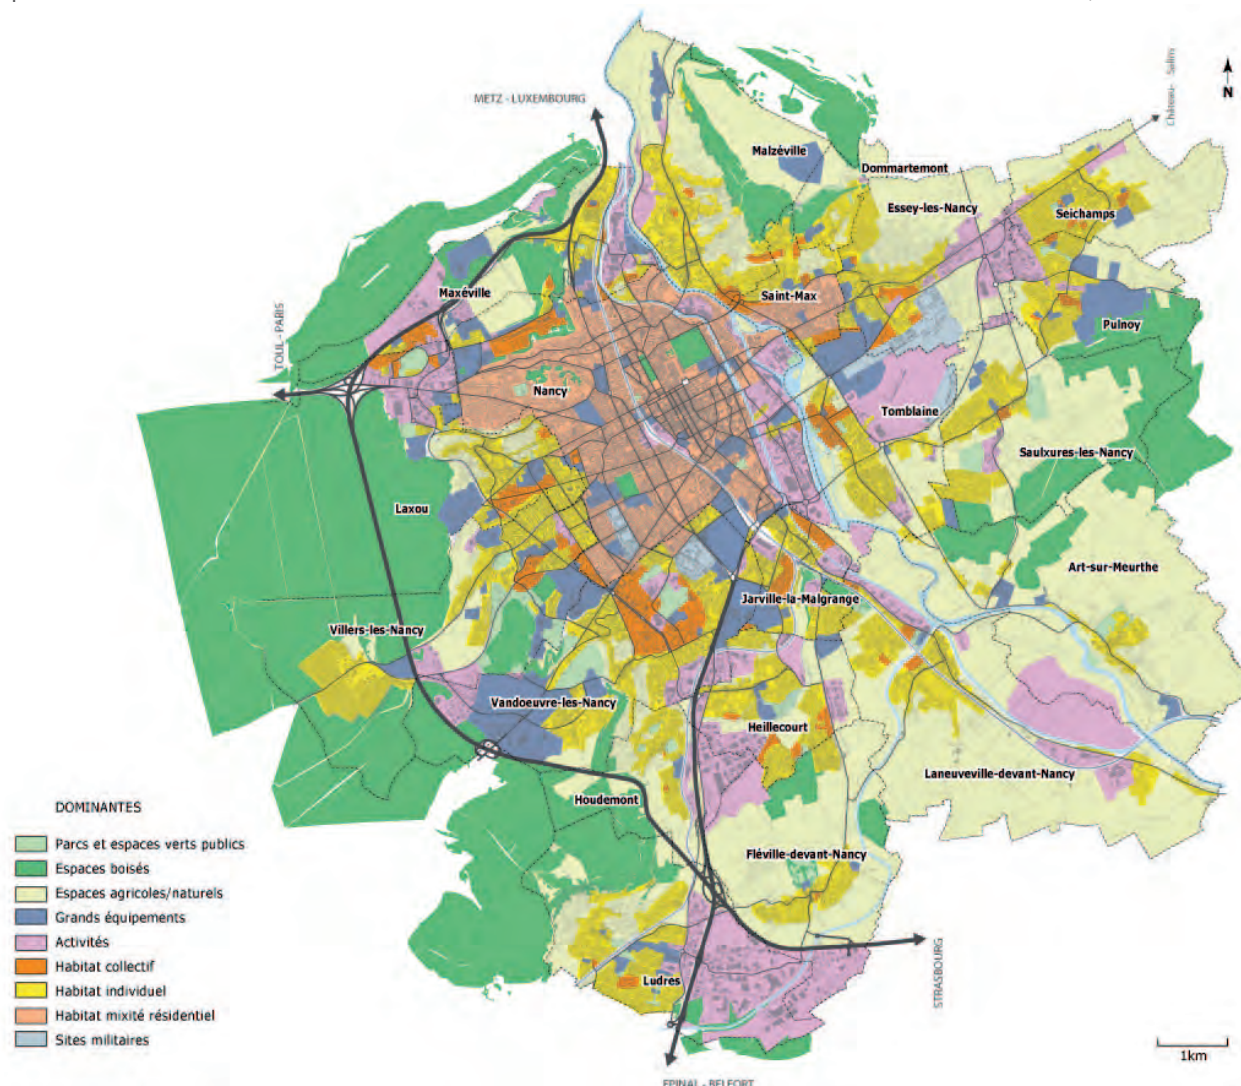 METZ - LUXEMBOURG
Château- Salins
N
Malzéville
Dommartemont
Essey-les-Nancy
Seichamps
Maxéville
Saint-Max
TOUL - PARIS
Pulnoy
Nancy
Tomblaine
Saulxures-les-Nancy
Laxou
Art-sur-Meurthe
Jarville-la-Malgrange
Villers-les-Nancy
Vandoeuvre-les-Nancy
Heillecourt
Laneuveville-devant-Nancy
Houdemont
Fléville-devant-Nancy
STRASBOURG
Ludres
EPINAL - BELFORT
DOMINANTES
Parcs et espaces verts publics
Espaces boisés
Espaces agricoles/naturels
Grands équipements
Activités
Habitat collectif
Habitat individuel
Habitat mixité résidentiel
Sites militaires
1km